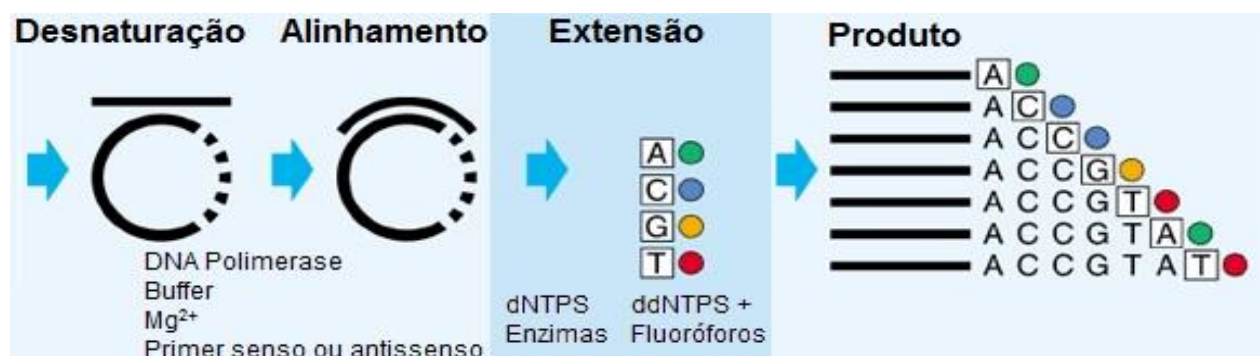 Desnaturação Alinhamento Extensão Produto
A
A C
A C C
A C C G
A C C G T
A C C G T A
A C C G T A T
A
C
G
T
DNA Polimerase
Buffer
Mg²⁺
Primer senso ou antissenso
dNTPS ddNTPS +
Enzimas Fluoróforos